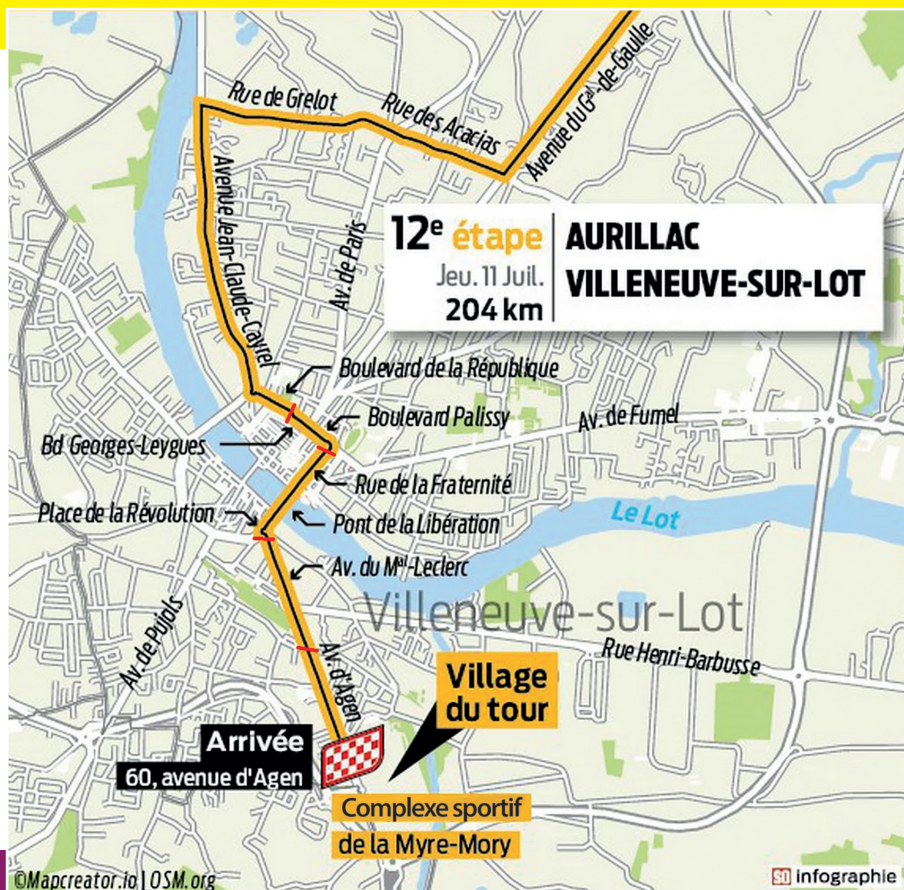 Rue de Grelot
Rue des Acacias
Avenue du Gal-de-Gaulle
12e étape
Jeu. 11 Juil.
204 km
AURILLAC
VILLENEUVE-SUR-LOT
Avenue Jean-Claude-Cayrel
Av. de Paris
Boulevard de la République
Boulevard Palissy
Av. de Fumel
Bd Georges-Leygues
Rue de la Fraternité
Place de la Révolution
Pont de la Libération
Le Lot
Av. du Mal-Leclerc
Villeneuve-sur-Lot
Av. de Pujols
Av. d'Agen
Rue Henri-Barbusse
Village
du tour
Arrivée
60, avenue d'Agen
Complexe sportif
de la Myre-Mory
©Mapcreator.io | OSM.org
SO infographie